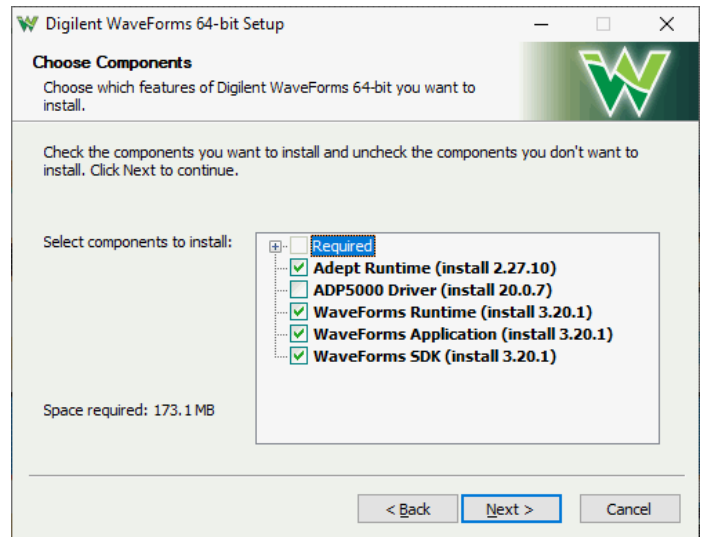 Digilent WaveForms 64-bit Setup
Choose Components
Choose which features of Digilent WaveForms 64-bit you want to
install.
Check the components you want to install and uncheck the components you don't want to
install. Click Next to continue.
Select components to install:
Required
Adept Runtime (install 2.27.10)
ADP5000 Driver (install 20.0.7)
WaveForms Runtime (install 3.20.1)
WaveForms Application (install 3.20.1)
WaveForms SDK (install 3.20.1)
Space required: 173.1 MB
< Back
Next >
Cancel